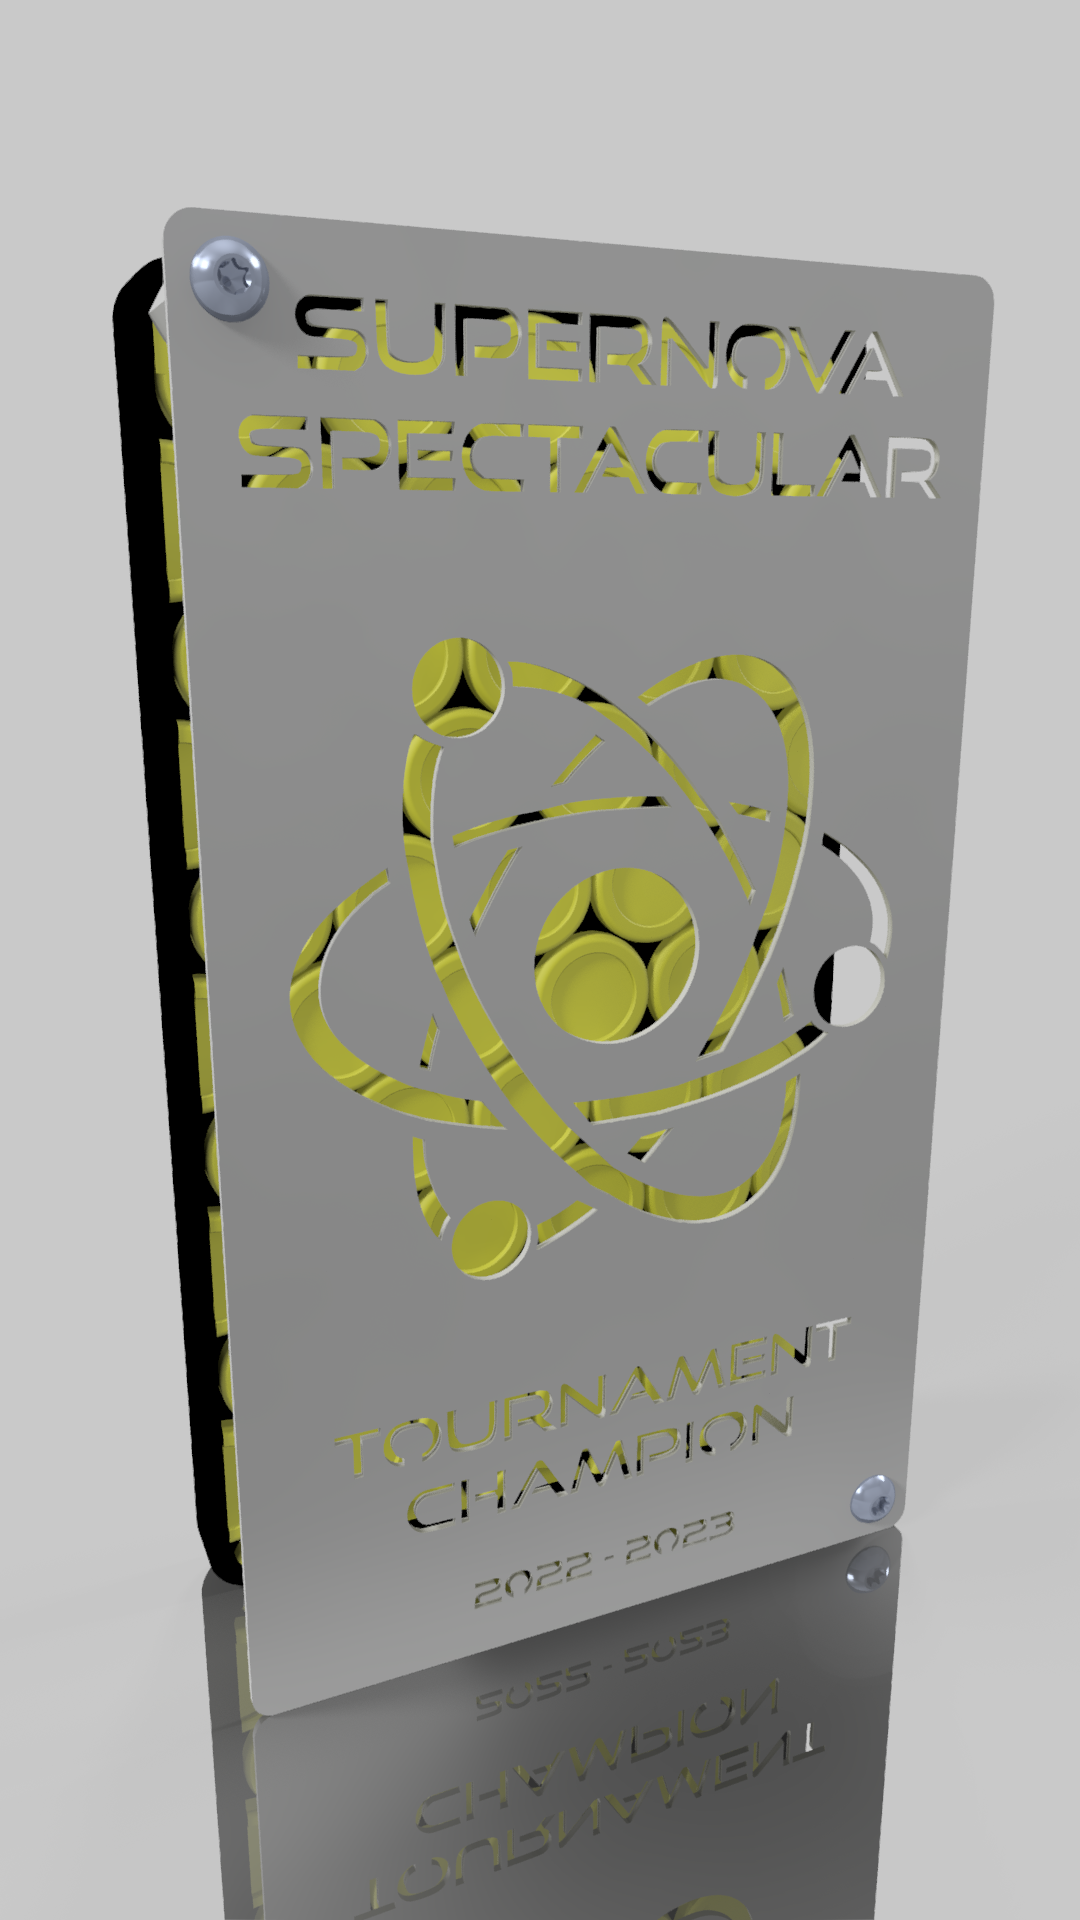 SUPERNOVA
SPECTACULAR
TOURNAMENT
CHAMPION
2022 - 2023